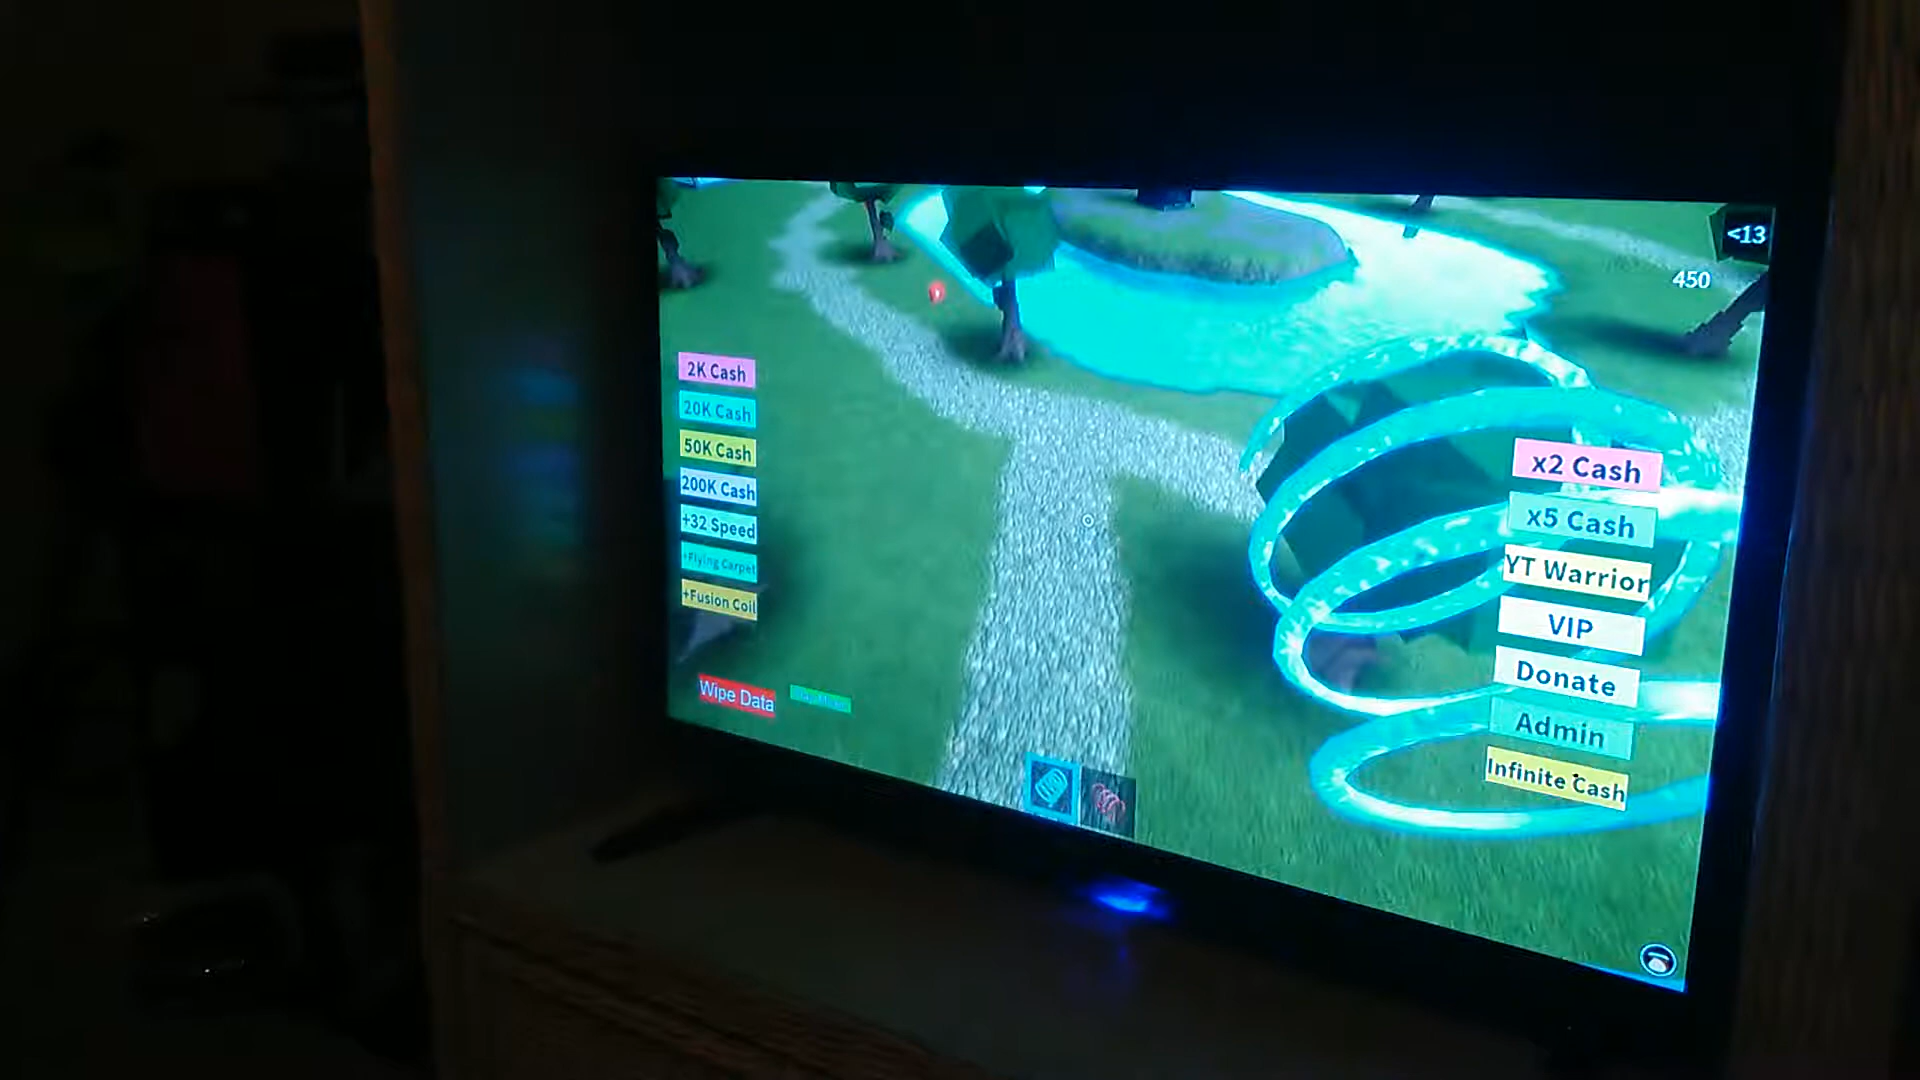 <13
450
2K Cash
20K Cash
50K Cash
200K Cash
+32 Speed
+Flying Carpet
+Fusion Coil
Wipe Data
x2 Cash
x5 Cash
YT Warrior
VIP
Donate
Admin
Infinite Cash